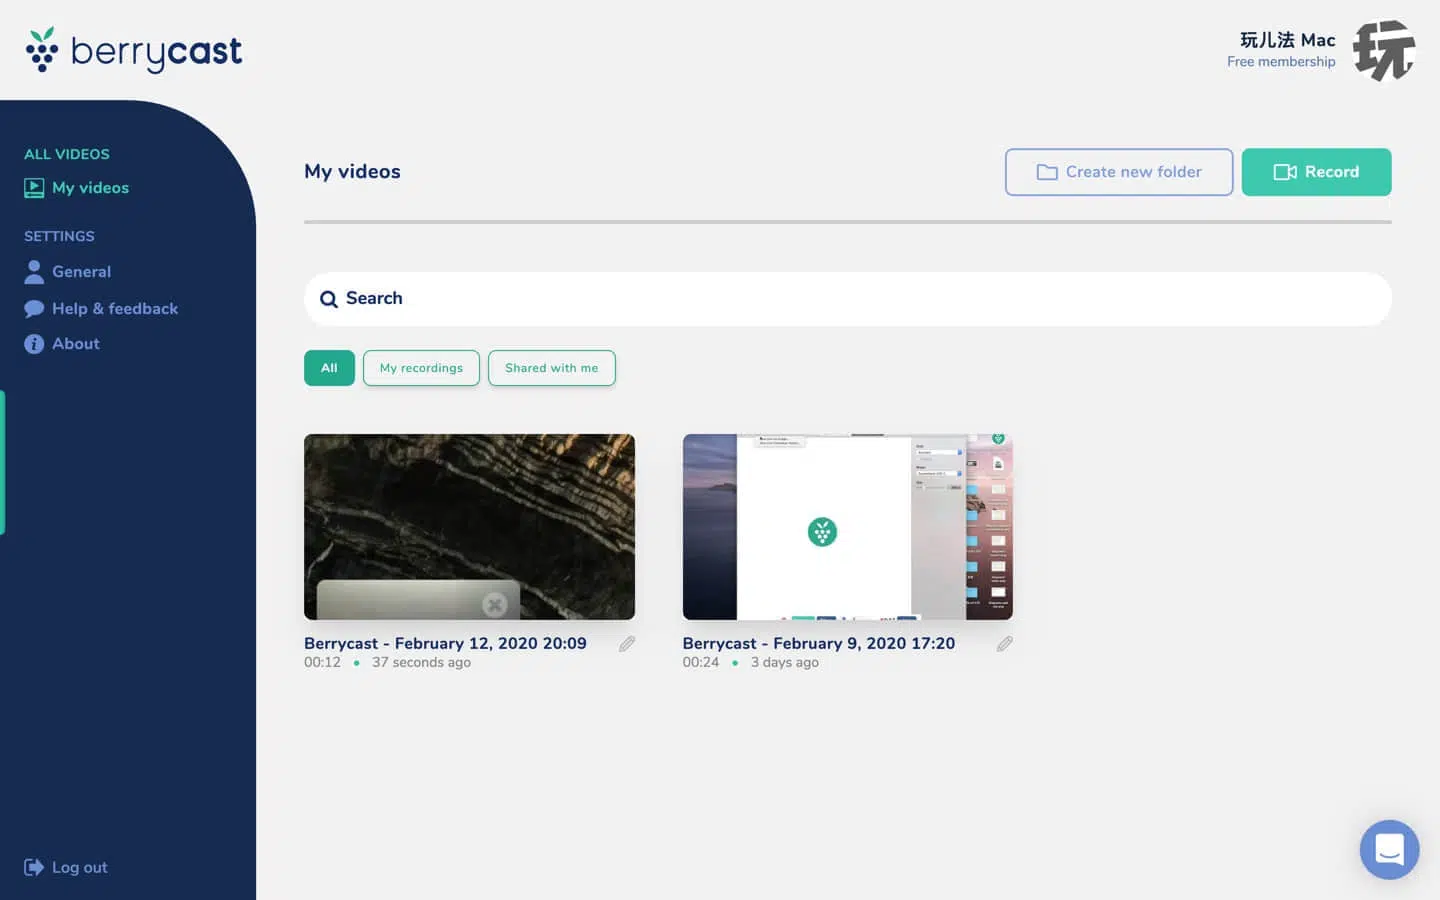 berrycast
玩儿法 Mac
Free membership
玩
ALL VIDEOS
My videos
SETTINGS
General
Help & feedback
About
Log out
My videos
Create new folder
Record
Search
All
My recordings
Shared with me
Berrycast - February 12, 2020 20:09
00:12 • 37 seconds ago
Berrycast - February 9, 2020 17:20
00:24 • 3 days ago